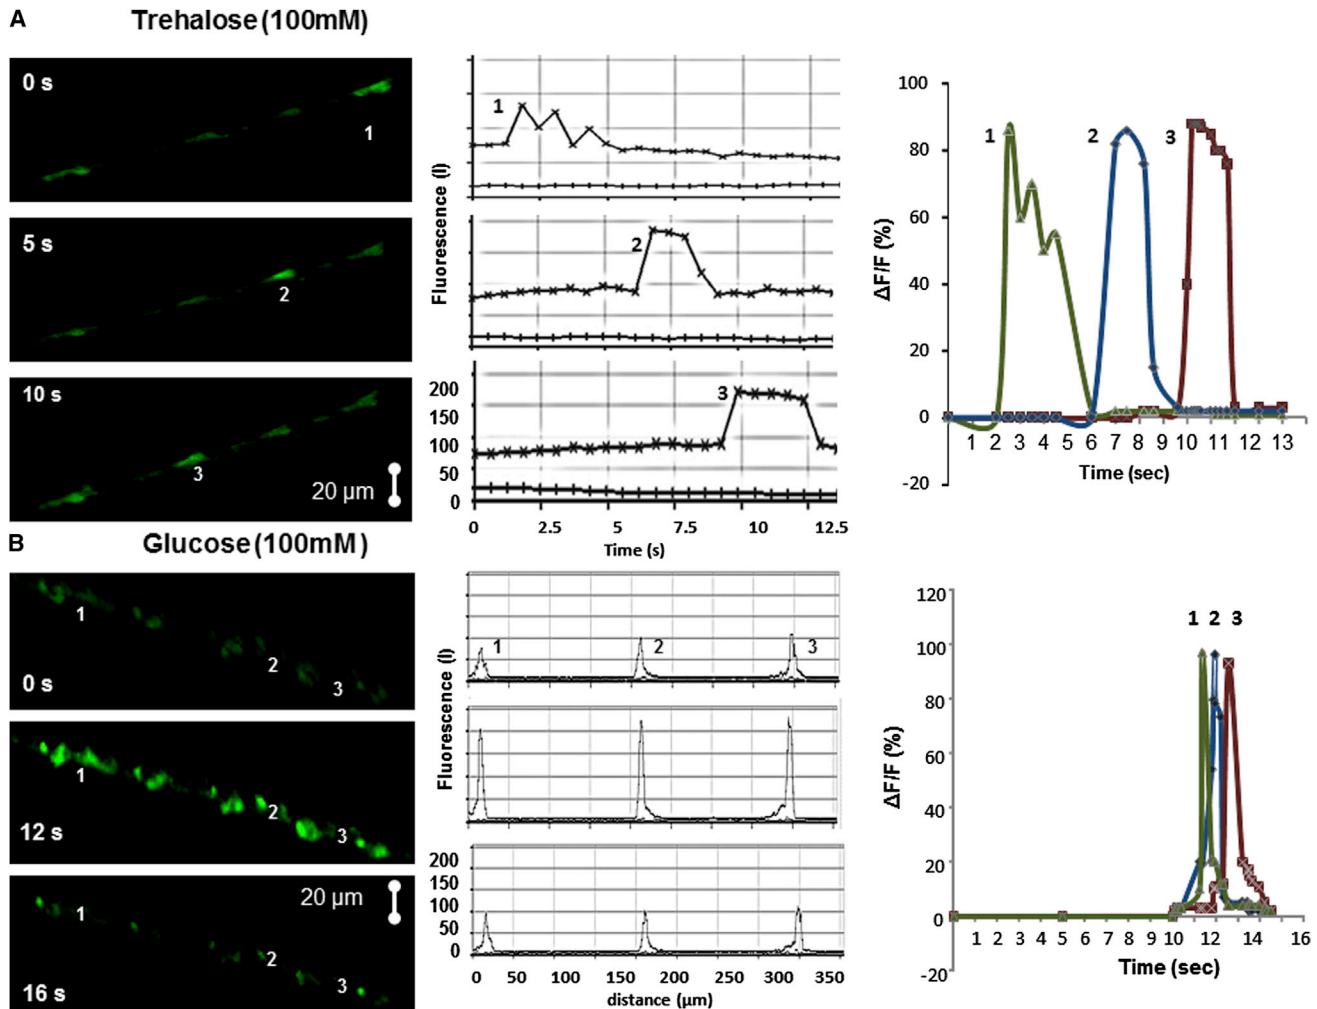 A
Trehalose (100mM)
0 s
1
5 s
2
10 s
3
20 µm
Fluorescence (I)
1
2
3
200
150
100
50
0
0 2.5 5 7.5 10 12.5
Time (s)
ΔF/F (%)
100
80
60
40
20
0
-20
1 2 3
1 2 3 4 5 6 7 8 9 10 11 12 13
Time (sec)
B
Glucose (100mM)
1
2
3
0 s
1
2
3
12 s
20 µm
1
2
3
16 s
Fluorescence (I)
1 2 3
200
150
100
50
0
0 50 100 150 200 250 300 350
distance (µm)
ΔF/F (%)
120
100
80
60
40
20
0
-20
1 2 3
1 2 3 4 5 6 7 8 9 10 12 14 16
Time (sec)